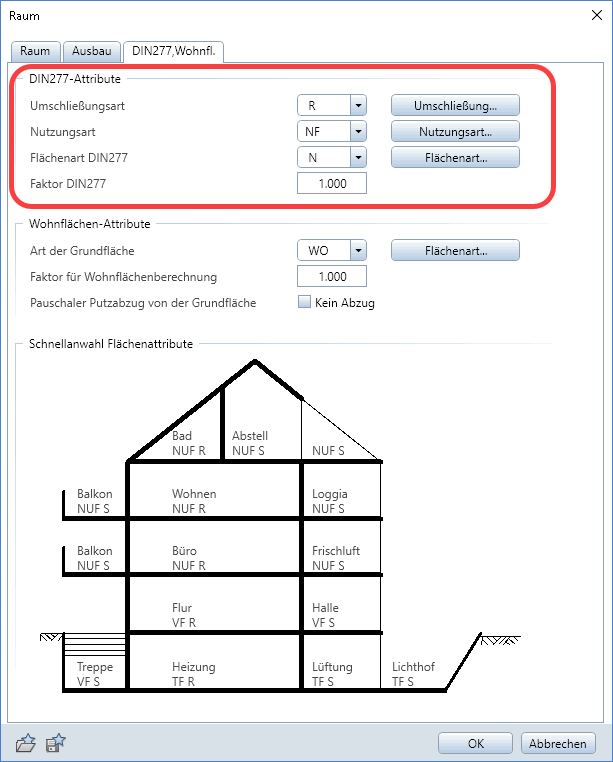 Raum
Raum Ausbau DIN277,Wohnfl.
DIN277-Attribute
Umschließungsart R Umschließung...
Nutzungsart NF Nutzungsart...
Flächenart DIN277 N Flächenart...
Faktor DIN277 1.000
Wohnflächen-Attribute
Art der Grundfläche WO Flächenart...
Faktor für Wohnflächenberechnung 1.000
Pauschaler Putzabzug von der Grundfläche Kein Abzug
Schnellanwahl Flächenattribute
Bad Abstell
NUF R NUF S NUF S
Balkon Wohnen Loggia
NUF S NUF R NUF S
Balkon Büro Frischluft
NUF S NUF R NUF S
Flur Halle
VF R VF S
Treppe Heizung Lüftung Lichthof
VF S TF R TF S TF S
OK Abbrechen